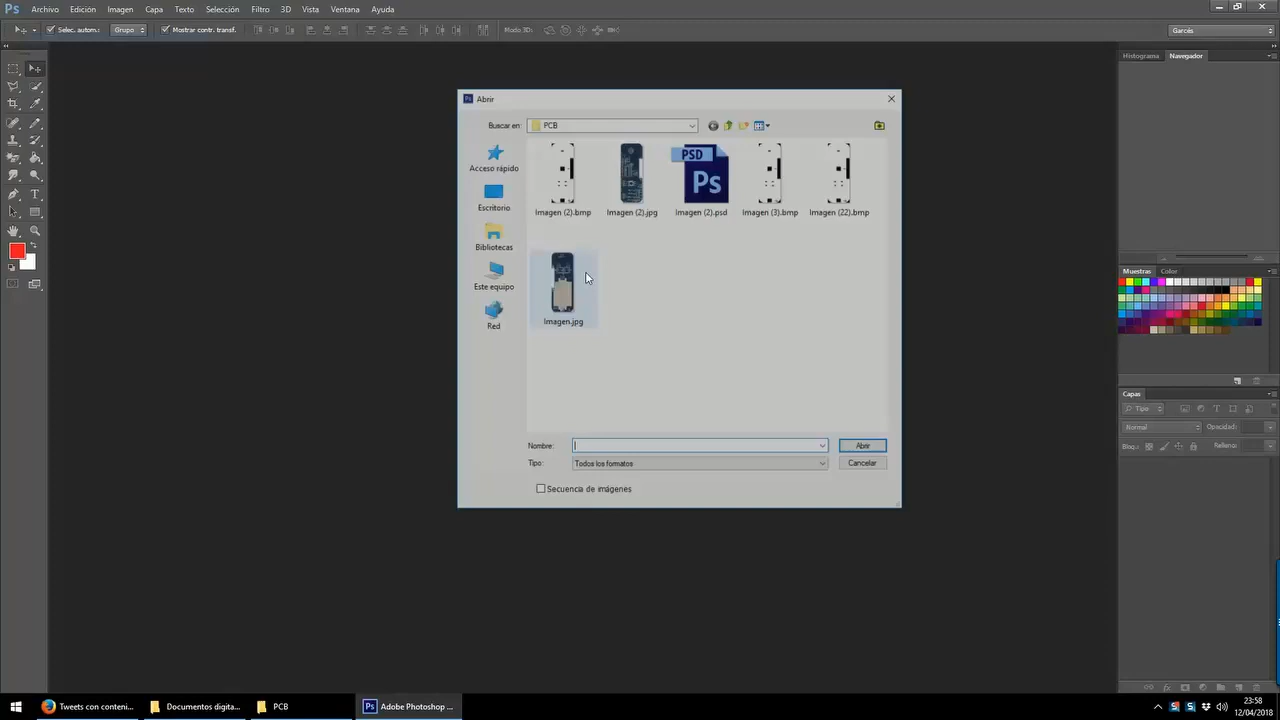 Ps Archivo Edición Imagen Capa Texto Selección Filtro 3D Vista Ventana Ayuda
Selec. autom.: Grupo Mostrar contr. transf. Modo 3D: Garcés
Histograma Navegador
Ps Abrir
Buscar en: PCB
Acceso rápido
Escritorio
Bibliotecas
Este equipo
Red
PSD
Ps
Imagen (2).bmp Imagen (2).jpg Imagen (2).psd Imagen (3).bmp Imagen (22).bmp
Imagen.jpg
Nombre: Abrir
Tipo: Todos los formatos Cancelar
Secuencia de imágenes
Muestras Color
Capas
Tipo
Normal Opacidad:
Bloq.: Relleno:
Tweets con conteni... Documentos digita... PCB Ps Adobe Photoshop ...
23:58
12/04/2018